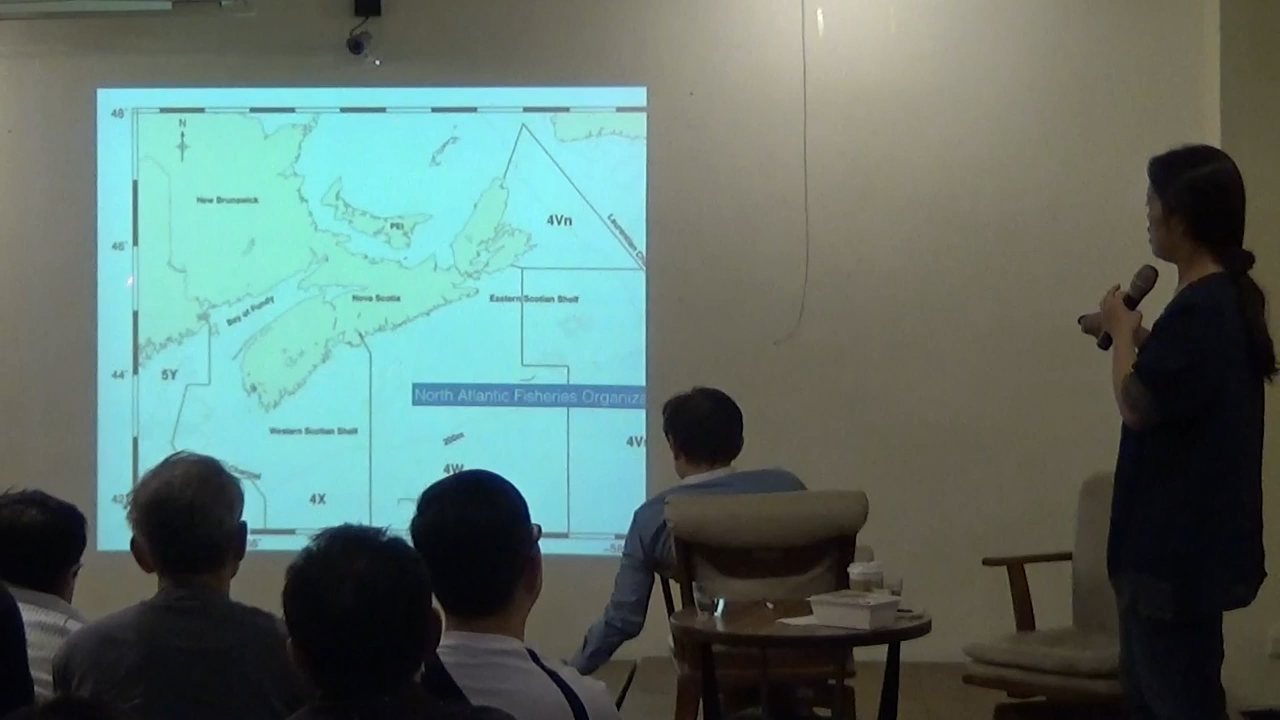 48°
N
New Brunswick
PEI
4Vn
Laurentian
46°
Bay of Fundy
Nova Scotia
Eastern Scotian Shelf
44°
5Y
North Atlantic Fisheries Organiza
Western Scotian Shelf
200m
4W
4X
42